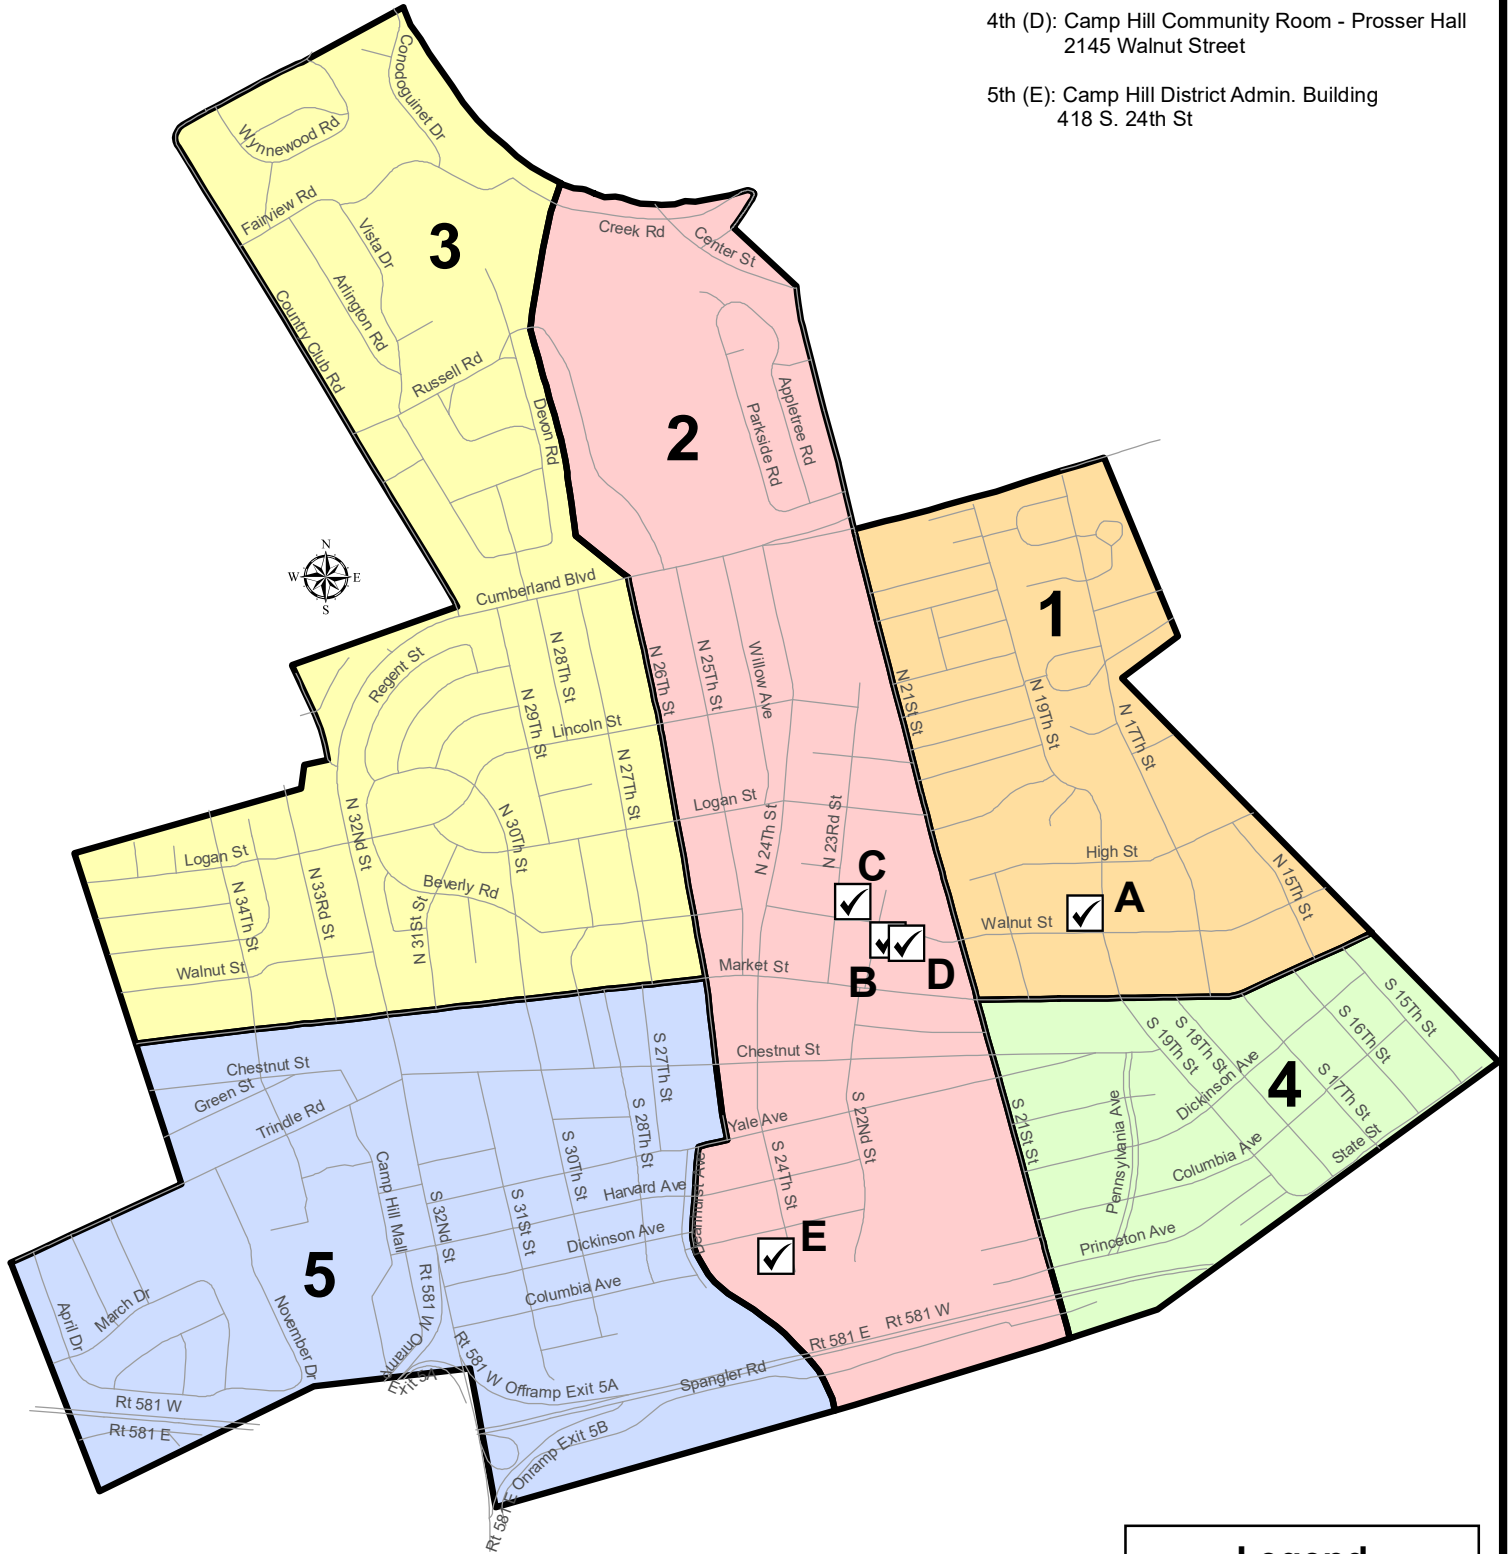 4th (D): Camp Hill Community Room - Prosser Hall
2145 Walnut Street
5th (E): Camp Hill District Admin. Building
418 S. 24th St
Conodoguinet Dr
Wynnewood Rd
Fairview Rd
Vista Dr
3
Creek Rd
Center St
Arlington Rd
Country Club Rd
Russell Rd
Devon Rd
2
Parkside Rd
Appletree Rd
N
W
E
S
Cumberland Blvd
1
Regent St
N 28Th St
N 29Th St
Lincoln St
N 26Th St
N 25Th St
Willow Ave
N 21St St
N 19Th St
N 17Th St
N 27Th St
Logan St
N 32Nd St
N 30Th St
N 24Th St
N 23Rd St
Logan St
Beverly Rd
N 34Th St
N 33Rd St
N 31St St
Walnut St
C
High St
N 15Th St
A
Walnut St
Market St
B
D
S 15Th St
S 16Th St
S 18Th St
S 19Th St
S 17Th St
Dickinson Ave
4
State St
Columbia Ave
Pennsylvania Ave
S 21St St
Princeton Ave
Chestnut St
Chestnut St
Green St
Trindle Rd
S 27Th St
S 28Th St
Yale Ave
S 22Nd St
S 24Th St
S 30Th St
Camp Hill Mall
Harvard Ave
S 32Nd St
S 31St St
Dickinson Ave
E
5
Columbia Ave
Rt 581 W
April Dr
March Dr
November Dr
Onramp
Exit 5A
Rt 581 W Offramp Exit 5A
Rt 581 E
Rt 581 W
Spangler Rd
Rt 581 W
Rt 581 E
Rt 581 E Onramp Exit 5B
Legend